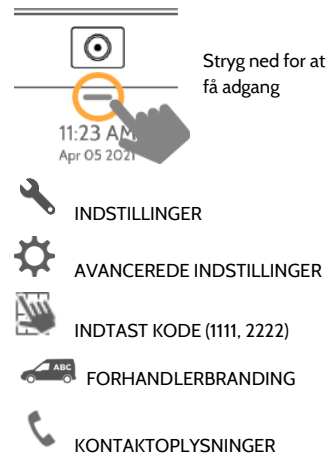 Stryg ned for at
få adgang
11:23 AM
Apr 05 2021
INDSTILLINGER
AVANCEREDE INDSTILLINGER
INDTAST KODE (1111, 2222)
ABC
FORHANDLERBRANDING
KONTAKTOPLYSNINGER